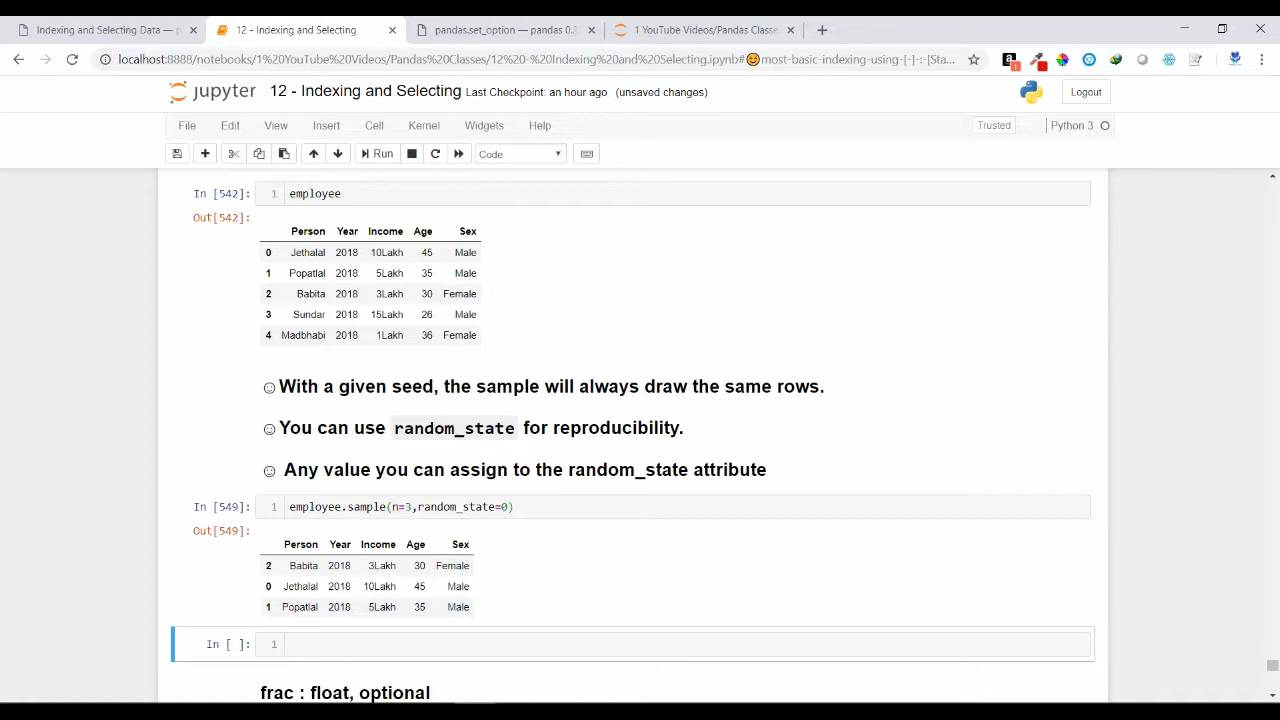 Indexing and Selecting Data — p
12 - Indexing and Selecting
pandas.set_option — pandas 0.2
1 YouTube Videos/Pandas Classe
localhost:8888/notebooks/1%20YouTube%20Videos/Pandas%20Classe/12%20-%20Indexing%20and%20Selecting.ipynb#😊most-basic-indexing-using-[-]-:-[Sta...
jupyter 12 - Indexing and Selecting Last Checkpoint: an hour ago (unsaved changes)
Logout
File Edit View Insert Cell Kernel Widgets Help
Trusted
Python 3
Run
Code
In [542]: 1 employee
Out[542]:
Person Year Income Age Sex
0 Jethalal 2018 10Lakh 45 Male
1 Popatlal 2018 5Lakh 35 Male
2 Babita 2018 3Lakh 30 Female
3 Sundar 2018 15Lakh 26 Male
4 Madbhabi 2018 1Lakh 36 Female
☺With a given seed, the sample will always draw the same rows.
☺You can use random_state for reproducibility.
☺ Any value you can assign to the random_state attribute
In [549]: 1 employee.sample(n=3,random_state=0)
Out[549]:
Person Year Income Age Sex
2 Babita 2018 3Lakh 30 Female
0 Jethalal 2018 10Lakh 45 Male
1 Popatlal 2018 5Lakh 35 Male
In [ ]: 1
frac : float, optional